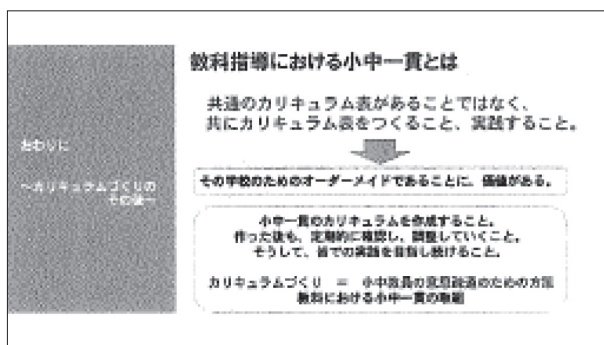 教科指導における小中一貫とは
共通のカリキュラム表があることではなく、
共にカリキュラム表をつくること、実践すること。
おわりに
～カリキュラムづくりの
その後～
その学校のためのオーダーメイドであることに、価値がある。
小中一貫のカリキュラムを作成すること。
作った後も、定期的に確認し、調整していくこと。
そうして、皆での実践を目指し続けること。
カリキュラムづくり ＝ 小中教員の意思疎通のための方策
教科における小中一貫の